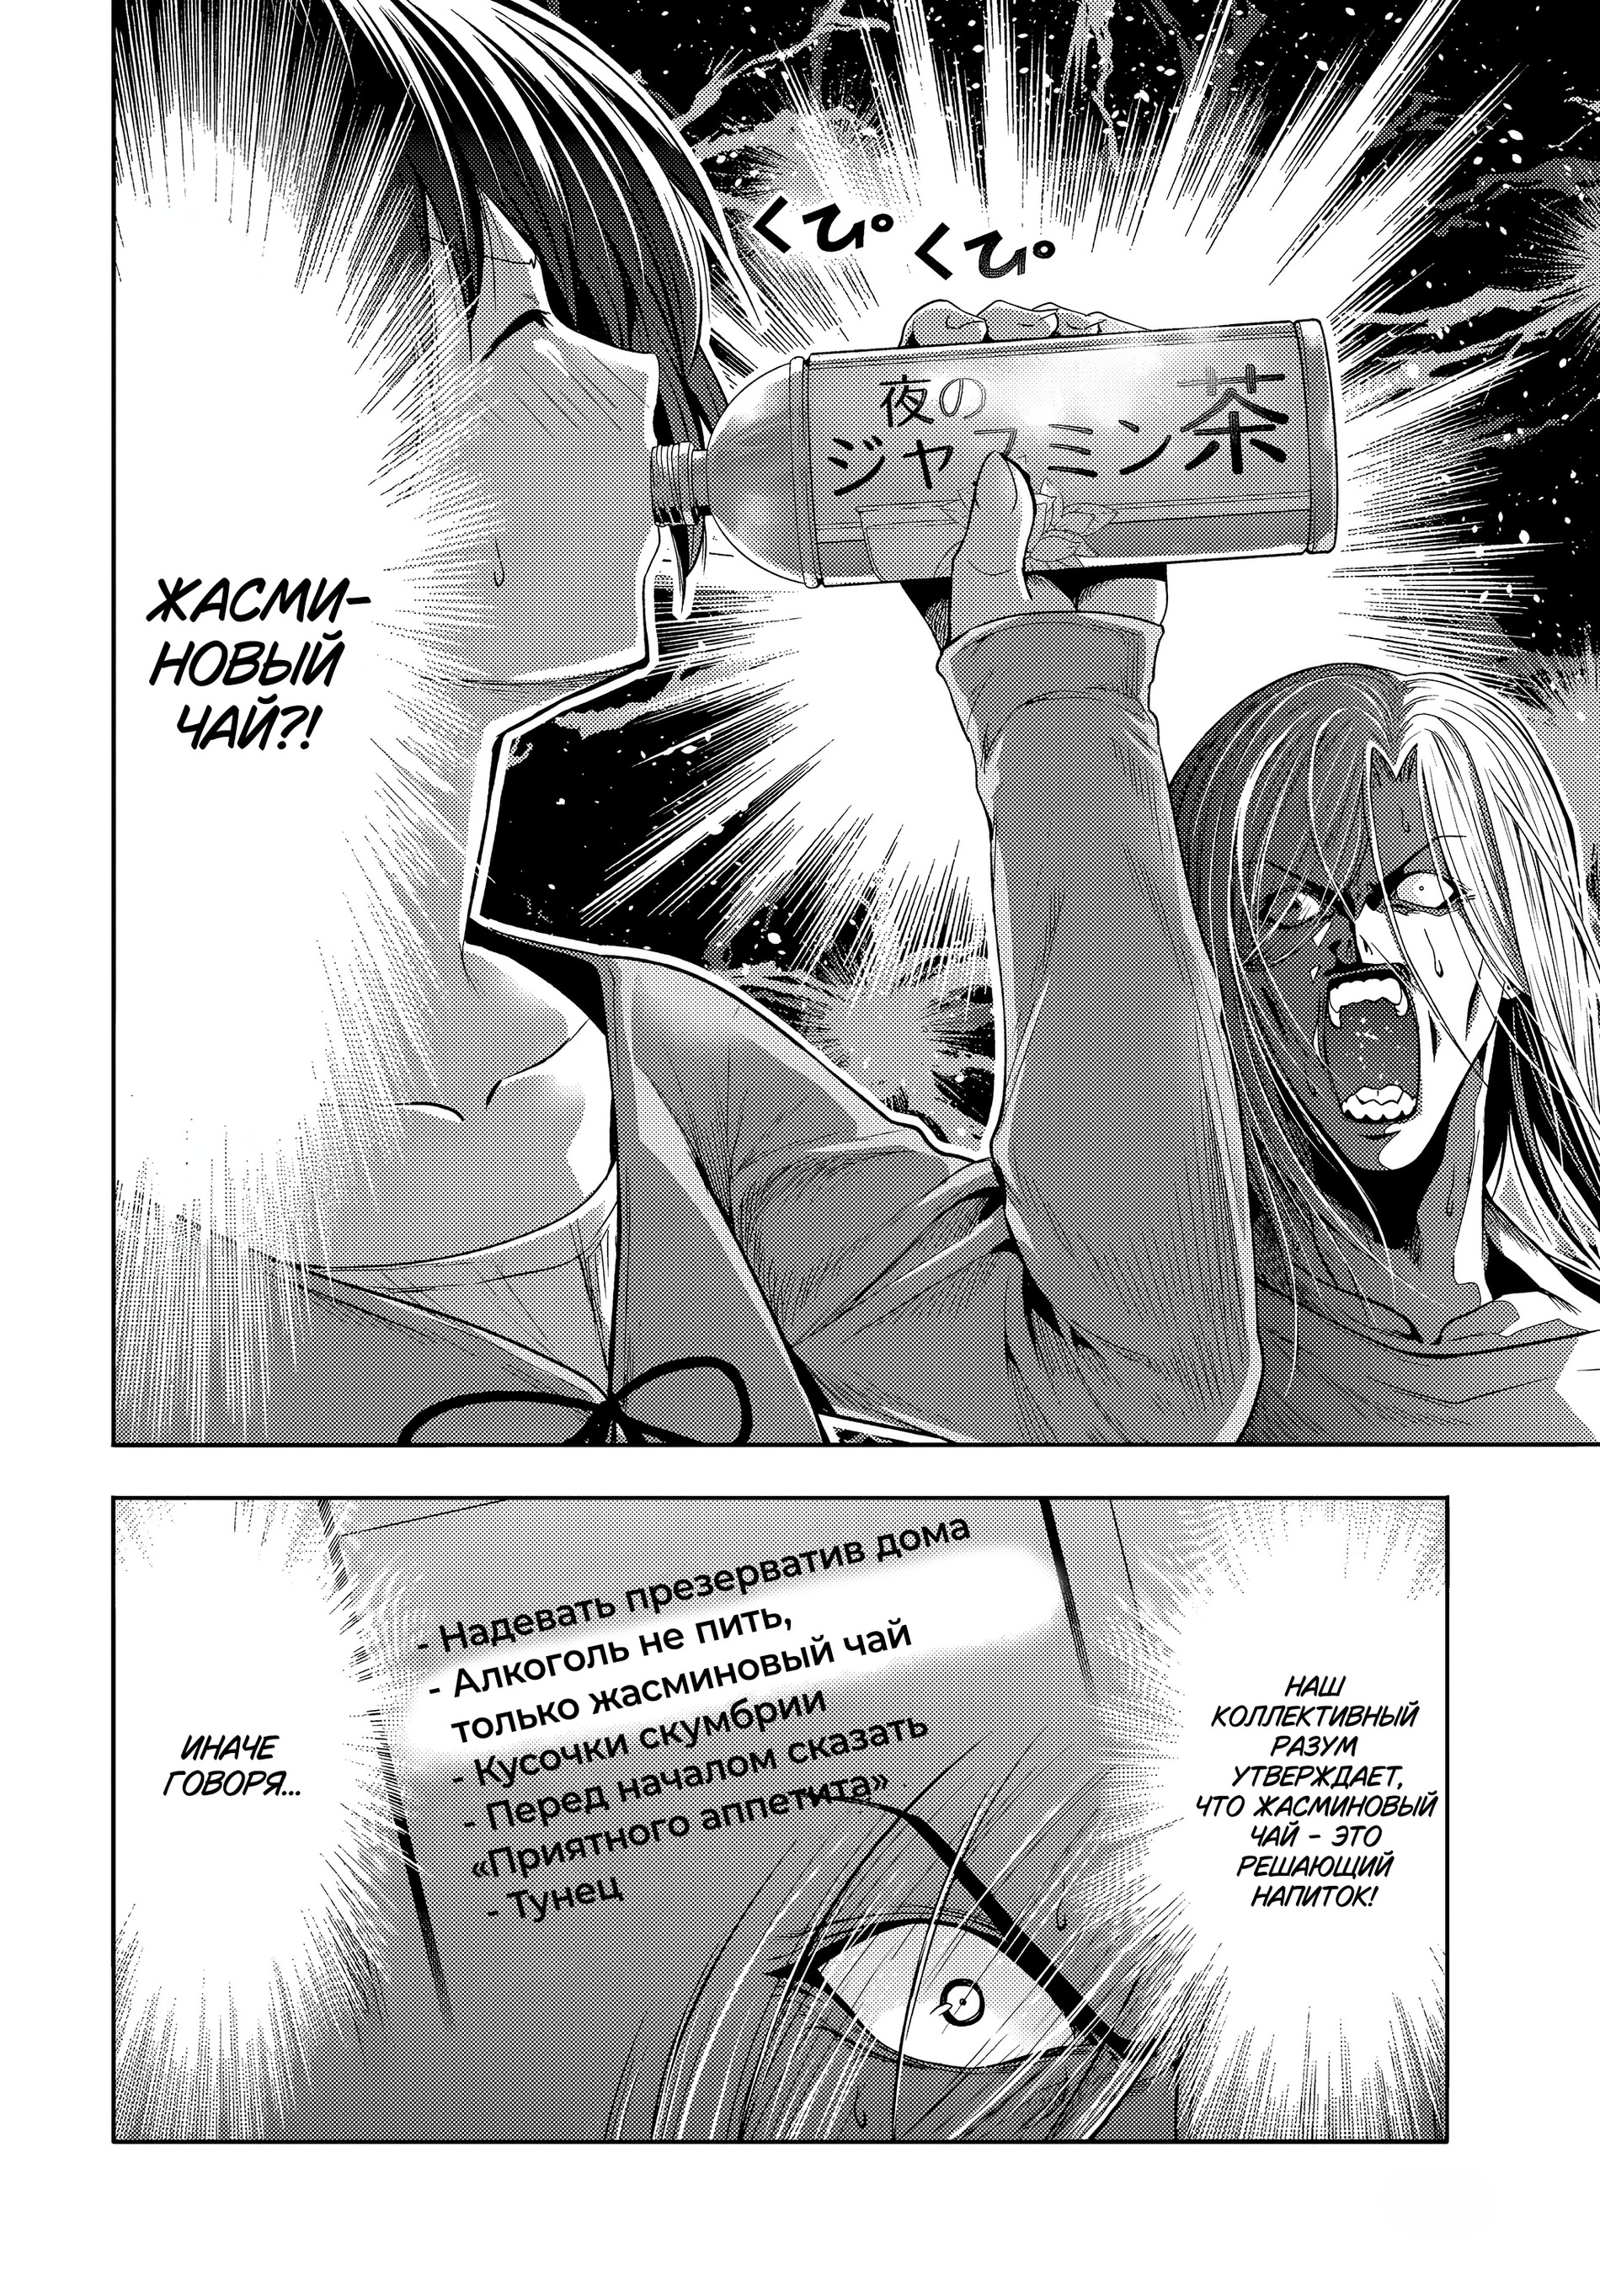 くぴ くぴ
夜の
ジャスミン茶
ЖАСМИ-
НОВЫЙ
ЧАЙ?!
- Надевать презерватив дома
- Алкоголь не пить,
только жасминовый чай
- Кусочки скумбрии
- Перед началом сказать
«Приятного аппетита»
- Тунец
НАШ
КОЛЛЕКТИВНЫЙ
РАЗУМ
УТВЕРЖДАЕТ,
ЧТО ЖАСМИНОВЫЙ
ЧАЙ – ЭТО
РЕШАЮЩИЙ
НАПИТОК!
ИНАЧЕ
ГОВОРЯ...